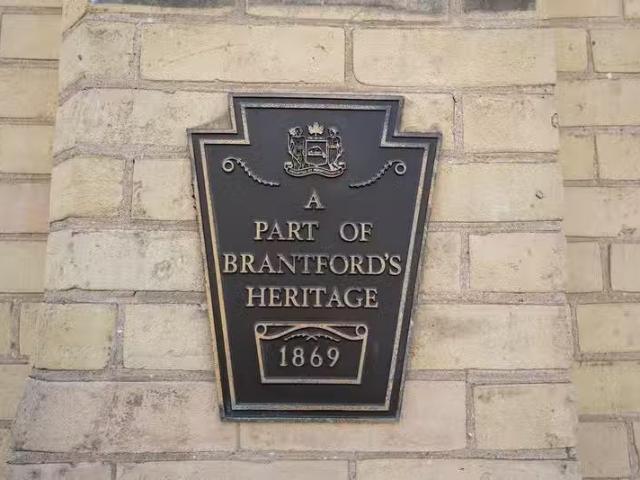 A
PART OF
BRANTFORD'S
HERITAGE
1869